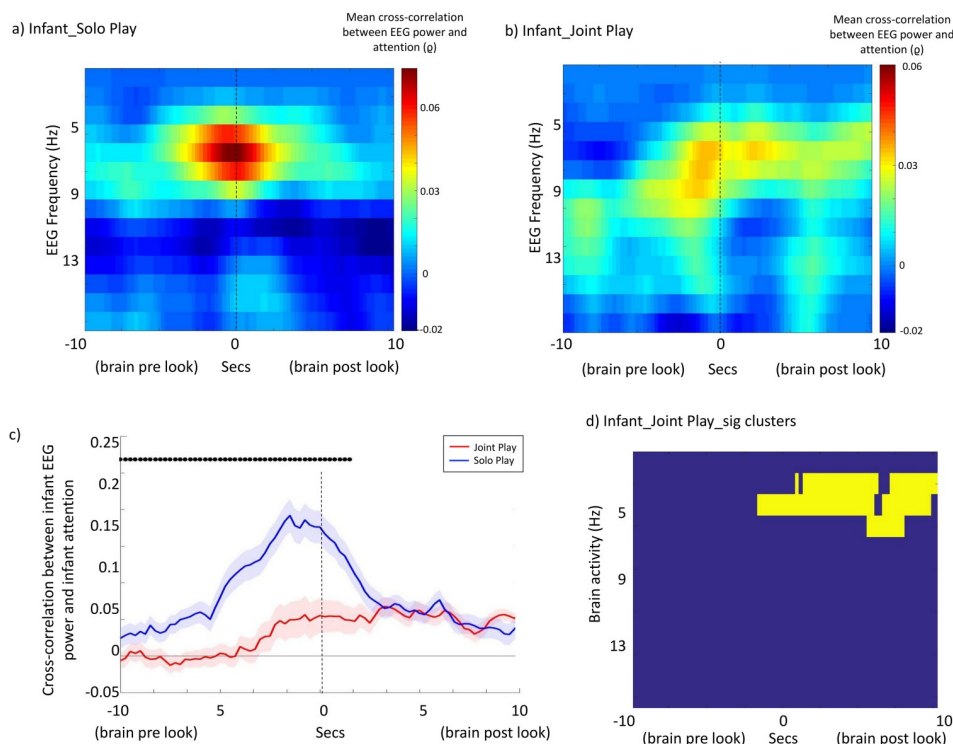 a) Infant_Solo Play
Mean cross-correlation
between EEG power and
attention (ϱ)
EEG Frequency (Hz)
5
9
13
0.06
0.03
0
-0.02
-10
0
10
(brain pre look)
Secs
(brain post look)
b) Infant_Joint Play
Mean cross-correlation
between EEG power and
attention (ϱ)
EEG Frequency (Hz)
5
9
13
0.06
0.03
0
-0.02
-10
0
10
(brain pre look)
Secs
(brain post look)
c)
Cross-correlation between infant EEG
power and infant attention
0.25
0.2
0.15
0.1
0.05
0
-0.05
Joint Play
Solo Play
-10
-5
0
5
10
(brain pre look)
Secs
(brain post look)
d) Infant_Joint Play_sig clusters
Brain activity (Hz)
5
9
13
-10
0
10
(brain pre look)
Secs
(brain post look)